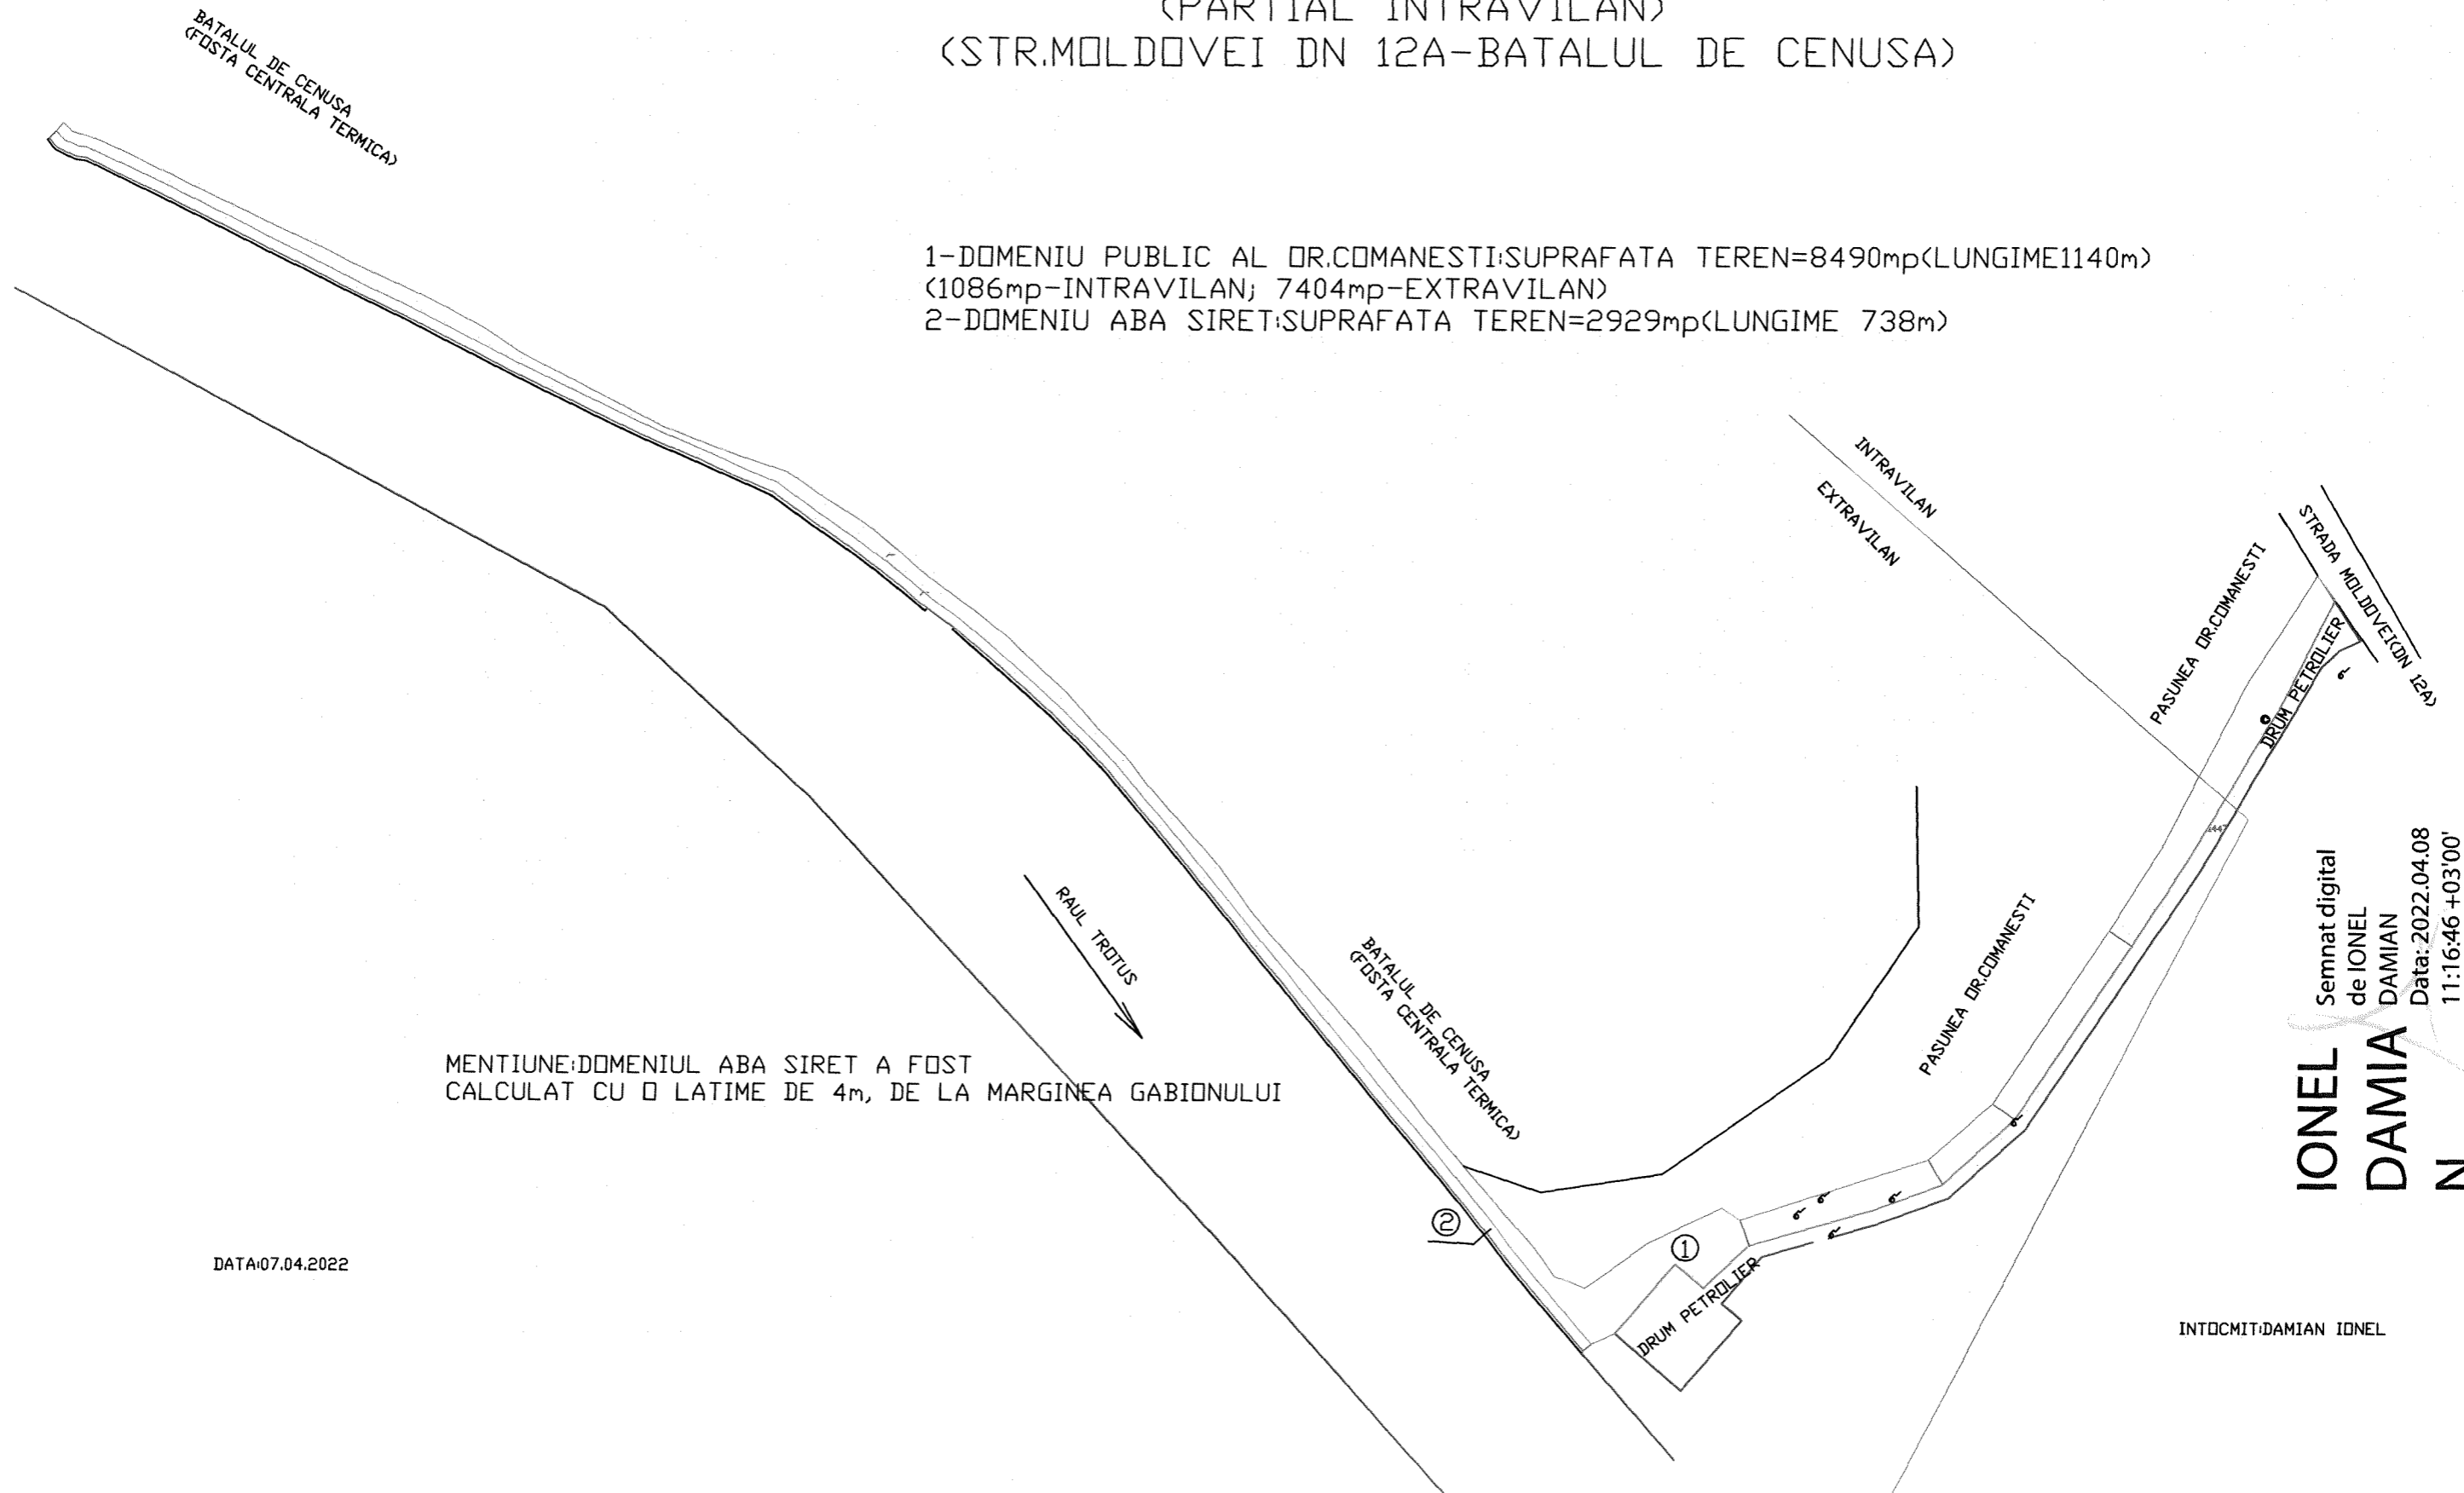 (PARTIAL INTRAVILAN)
(STR.MOLDOVEI DN 12A-BATALUL DE CENUSA)
BATALUL DE CENUSA
(FOSTA CENTRALA TERMICA)
1-DOMENIU PUBLIC AL OR.COMANESTI:SUPRAFATA TEREN=8490mp(LUNGIME1140m)
(1086mp-INTRAVILAN; 7404mp-EXTRAVILAN)
2-DOMENIU ABA SIRET:SUPRAFATA TEREN=2929mp(LUNGIME 738m)
INTRAVILAN
EXTRAVILAN
STRADA MOLDOVEI(DN 12A)
PASUNEA OR.COMANESTI
DRUM PETROLIER
RAUL TROTUS
BATALUL DE CENUSA
(FOSTA CENTRALA TERMICA)
PASUNEA OR.COMANESTI
MENTIUNE:DOMENIUL ABA SIRET A FOST
CALCULAT CU O LATIME DE 4m, DE LA MARGINEA GABIONULUI
2
1
DRUM PETROLIER
DATA:07.04.2022
INTOCMIT:DAMIAN IONEL
IONEL
DAMIA
N
Semnat digital
de IONEL
DAMIAN
Data: 2022.04.08
11:16:46 +03'00'